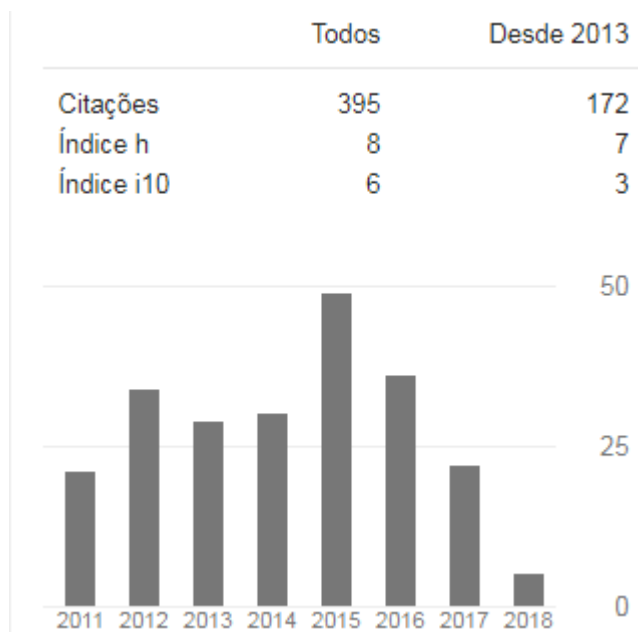 Todos Desde 2013
Citações 395 172
Índice h 8 7
Índice i10 6 3
50
25
0
2011 2012 2013 2014 2015 2016 2017 2018